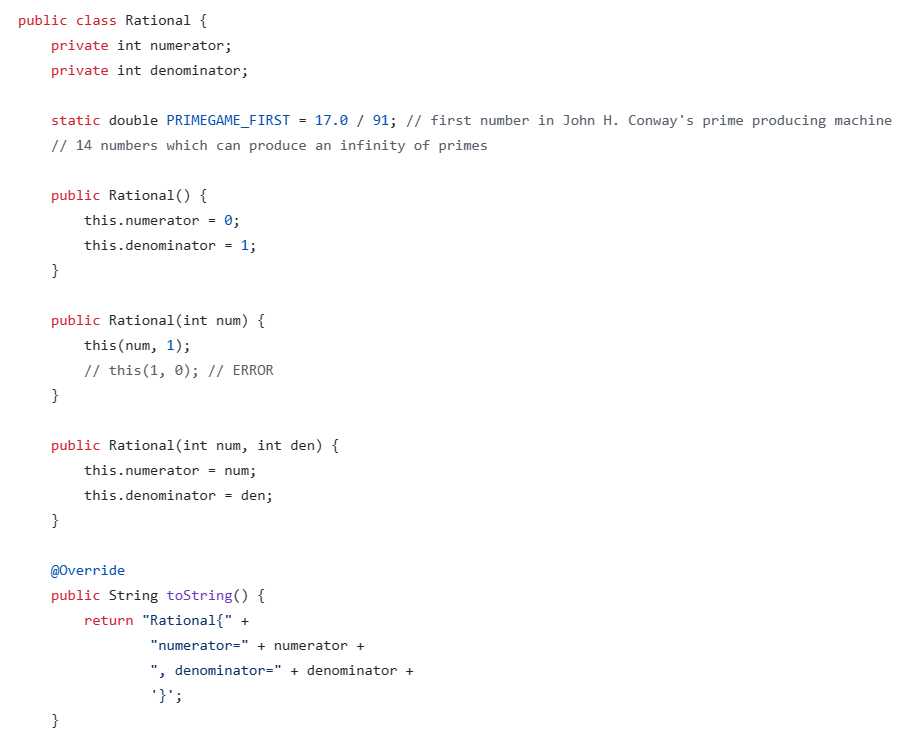 public class Rational {
    private int numerator;
    private int denominator;

    static double PRIMEGAME_FIRST = 17.0 / 91; // first number in John H. Conway's prime producing machine
    // 14 numbers which can produce an infinity of primes

    public Rational() {
        this.numerator = 0;
        this.denominator = 1;
    }

    public Rational(int num) {
        this(num, 1);
        // this(1, 0); // ERROR
    }

    public Rational(int num, int den) {
        this.numerator = num;
        this.denominator = den;
    }

    @Override
    public String toString() {
        return "Rational{" +
                "numerator=" + numerator +
                ", denominator=" + denominator +
                '}';
    }